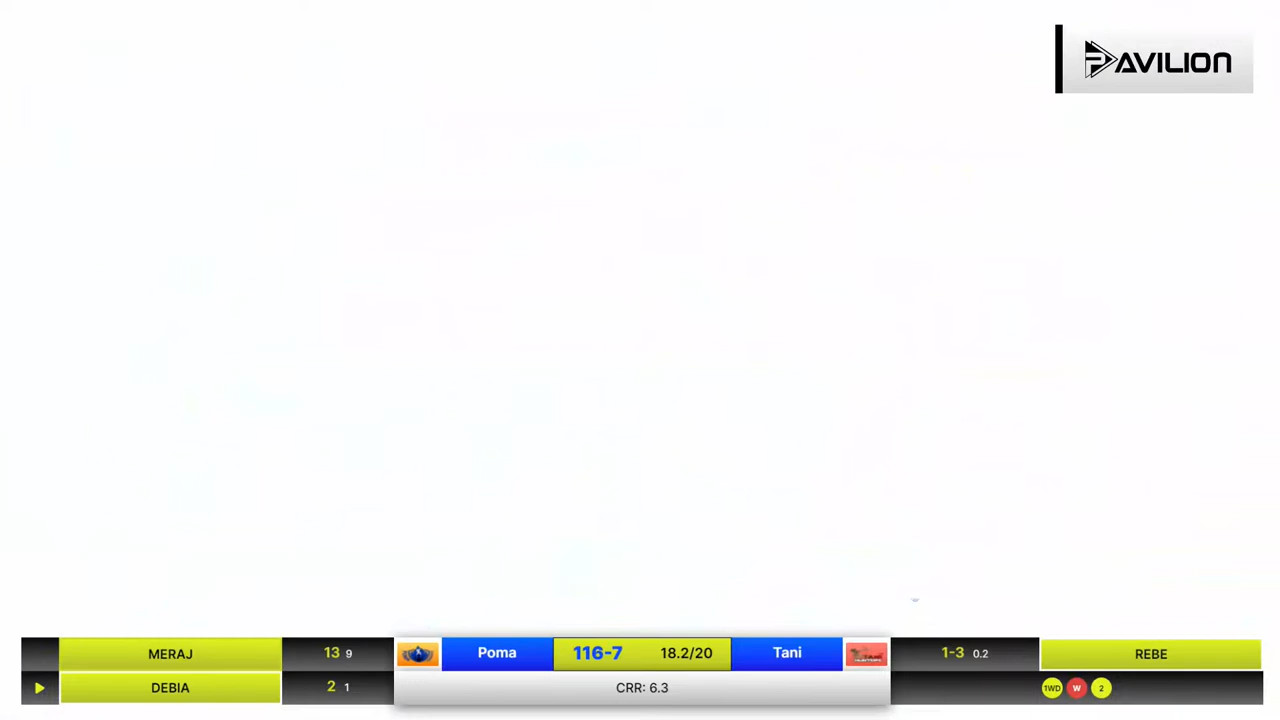 PAVILION
MERAJ 13 9 Poma 116-7 18.2/20 Tani 1-3 0.2 REBE
DEBIA 2 1 CRR: 6.3 1WD W 2